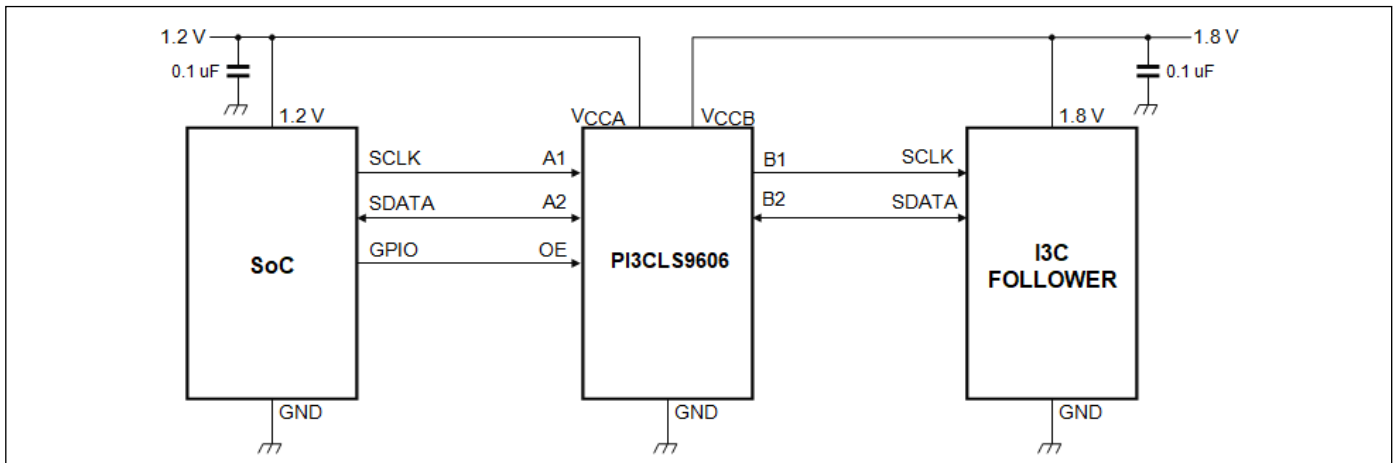 1.2 V
1.8 V
0.1 uF
0.1 uF
1.2 V
VCCA
VCCB
1.8 V
SCLK
A1
B1
SCLK
SDATA
A2
B2
SDATA
GPIO
OE
SoC
PI3CLS9606
I3C
FOLLOWER
GND
GND
GND